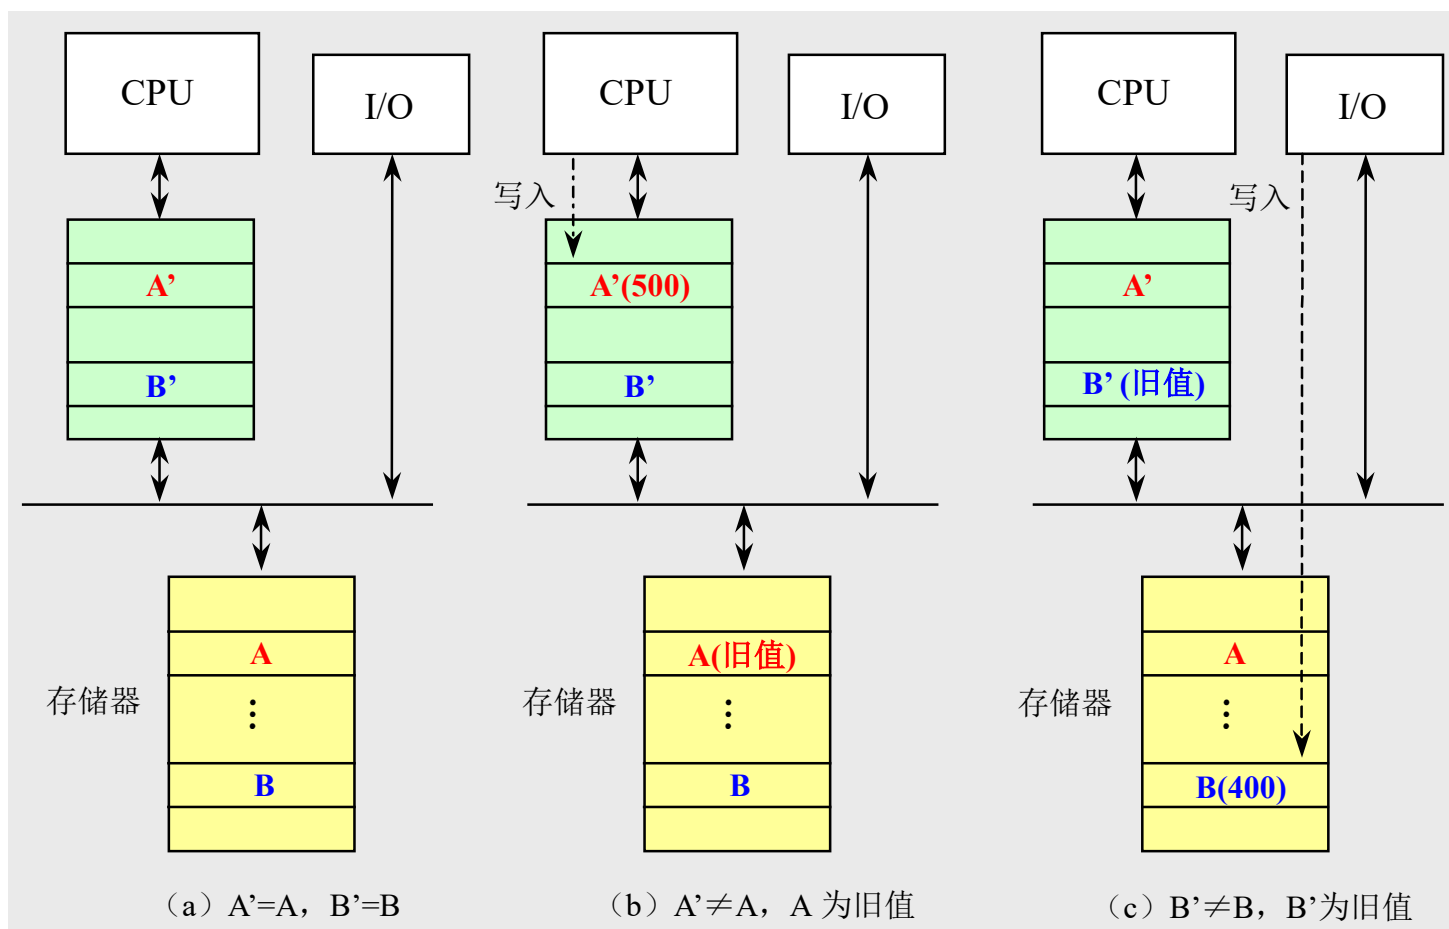 CPU
I/O
A’
B’
存储器
A
B
（a）A’=A，B’=B
CPU
I/O
写入
A’(500)
B’
存储器
A(旧值)
B
（b）A’≠A，A 为旧值
CPU
I/O
写入
A’
B’ (旧值)
存储器
A
B(400)
（c）B’≠B，B’为旧值